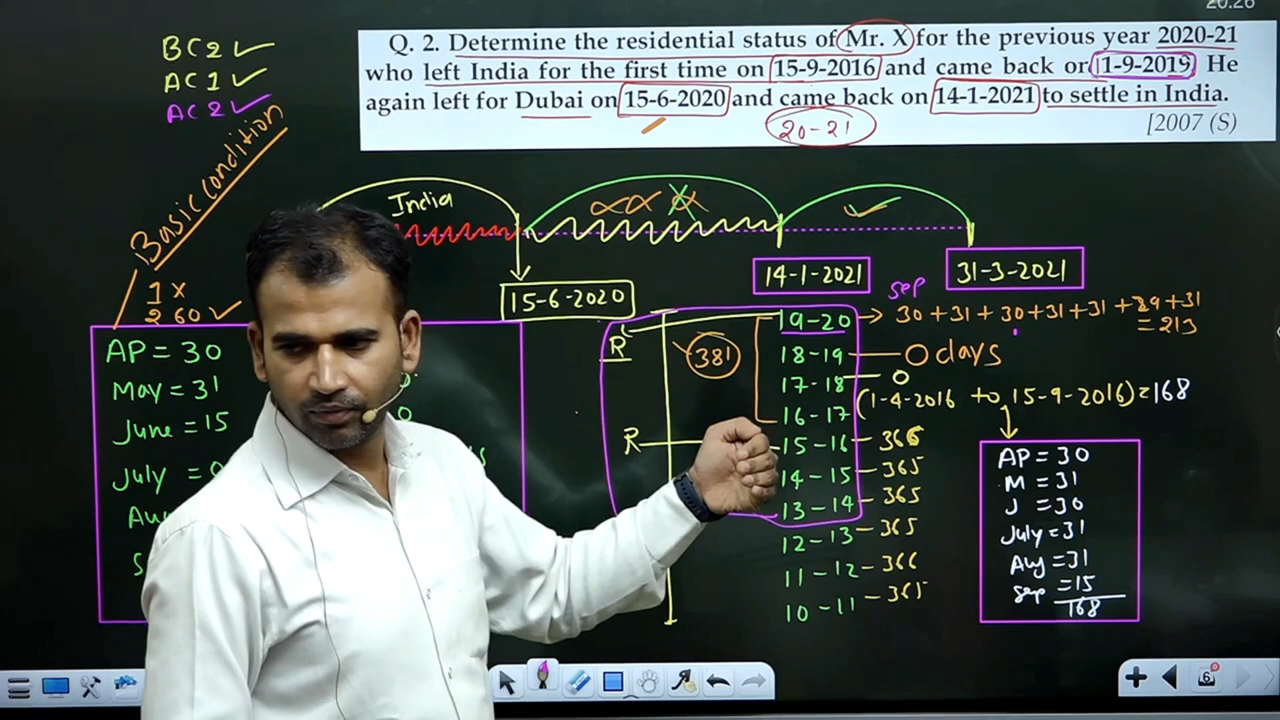 20:26
Q. 2. Determine the residential status of Mr. X for the previous year 2020-21
who left India for the first time on 15-9-2016 and came back or 1-9-2019. He
again left for Dubai on 15-6-2020 and came back on 14-1-2021 to settle in India.
20-21
[2007 (S)
BC2 ✓
AC1 ✓
AC2 ✓
Basic condition
1 x
2 60 ✓
India
15-6-2020
14-1-2021
31-3-2021
AP = 30
May = 31
June = 15
July = 0
R
381
R
sep
19-20 → 30 + 31 + 30 + 31 + 31 + 29 + 31
= 213
18-19 — 0 days
17-18 — 0
16-17 (1-4-2016 to 15-9-2016) = 168
15-16 - 366
14-15 - 365
13-14 - 365
12-13 - 365
11-12 - 366
10-11 - 365
AP = 30
M = 31
J = 30
July = 31
Aug = 31
Sep = 15
168